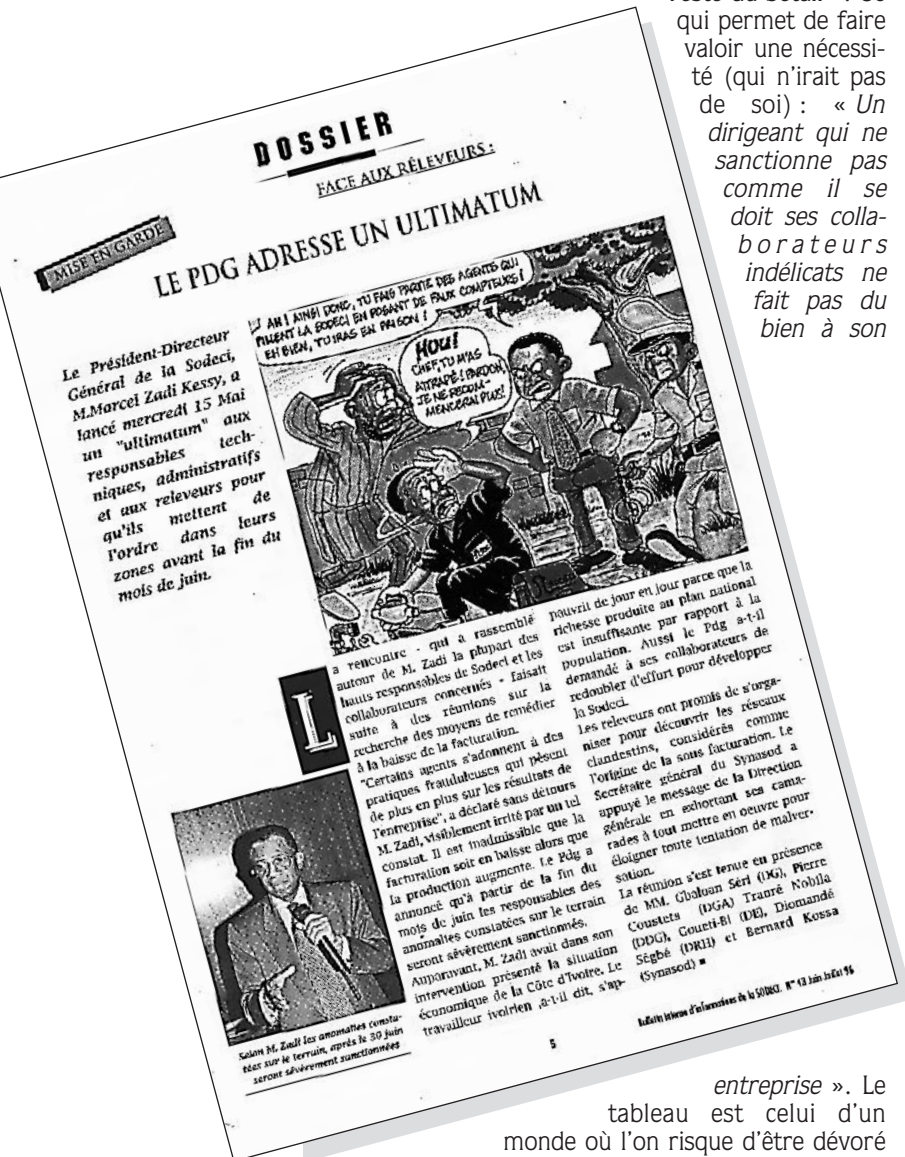 qui permet de faire
valoir une nécessi-
té (qui n'irait pas
de soi) : « Un
dirigeant qui ne
sanctionne pas
comme il se
doit ses colla-
borateurs
indélicats ne
fait pas du
bien à son
DOSSIER
FACE AUX RÊLEVEURS :
MISE EN GARDE
LE PDG ADRESSE UN ULTIMATUM
Le Président-Directeur
Général de la Sodeci,
M.Marcel Zadi Kessy, a
lancé mercredi 15 Mai
un "ultimatum" aux
responsables tech-
niques, administratifs
et aux releveurs pour
qu'ils mettent de
l'ordre dans leurs
zones avant la fin du
mois de juin.
AH ! AINSI DONC, TU FAIS PARTIE DES AGENTS QUI
PILLENT LA SODECI EN POSANT DE FAUX COMPTEURS !
EH BIEN, TU IRAS EN PRISON !
HOU!
CHEF, TU M'AS
ATTRAPÉ ! PARDON,
JE NE RECOM-
MENCERAI PLUS!
La rencontre - qui a rassemblé
autour de M. Zadi la plupart des
hauts responsables de Sodeci et les
collaborateurs concernés - faisait
suite à des réunions sur la
recherche des moyens de remédier
à la baisse de la facturation.
"Certains agents s'adonnent à des
pratiques frauduleuses qui pèsent
de plus en plus sur les résultats de
l'entreprise", a déclaré sans détours
M. Zadi, visiblement irrité par un tel
constat. Il est inadmissible que la
facturation soit en baisse alors que
la production augmente. Le Pdg a
annoncé qu'à partir de la fin du
mois de juin les responsables des
anomalies constatées sur le terrain
seront sévèrement sanctionnés.
Auparavant, M. Zadi avait dans son
intervention présenté la situation
économique de la Côte d'Ivoire. Le
travailleur ivoirien ,a-t-il dit, s'ap-
pauvrit de jour en jour parce que la
richesse produite au plan national
est insuffisante par rapport à la
population. Aussi le Pdg a-t-il
demandé à ses collaborateurs de
redoubler d'effort pour développer
la Sodeci.
Les releveurs ont promis de s'orga-
niser pour découvrir les réseaux
clandestins, considérés comme
l'origine de la sous facturation. Le
Secrétaire général du Synasod a
appuyé le message de la Direction
générale en exhortant ses cama-
rades à tout mettre en oeuvre pour
éloigner toute tentation de malver-
sation.
La réunion s'est tenue en présence
de MM. Gbaluan Séri (DG), Pierre
Coustets (DGA) Traoré Nobila
(DDG), Goueti-Bi (DE), Diomandé
Ségbé (DRH) et Bernard Kossa
(Synasod) ■
Selon M. Zadi les anomalies consta-
tées sur le terrain, après le 30 juin
seront sévèrement sanctionnées
5
Bulletin interne d'informations de la SODECI. N° 43 Juin Juillet 96
entreprise ». Le
tableau est celui d'un
monde où l'on risque d'être dévoré